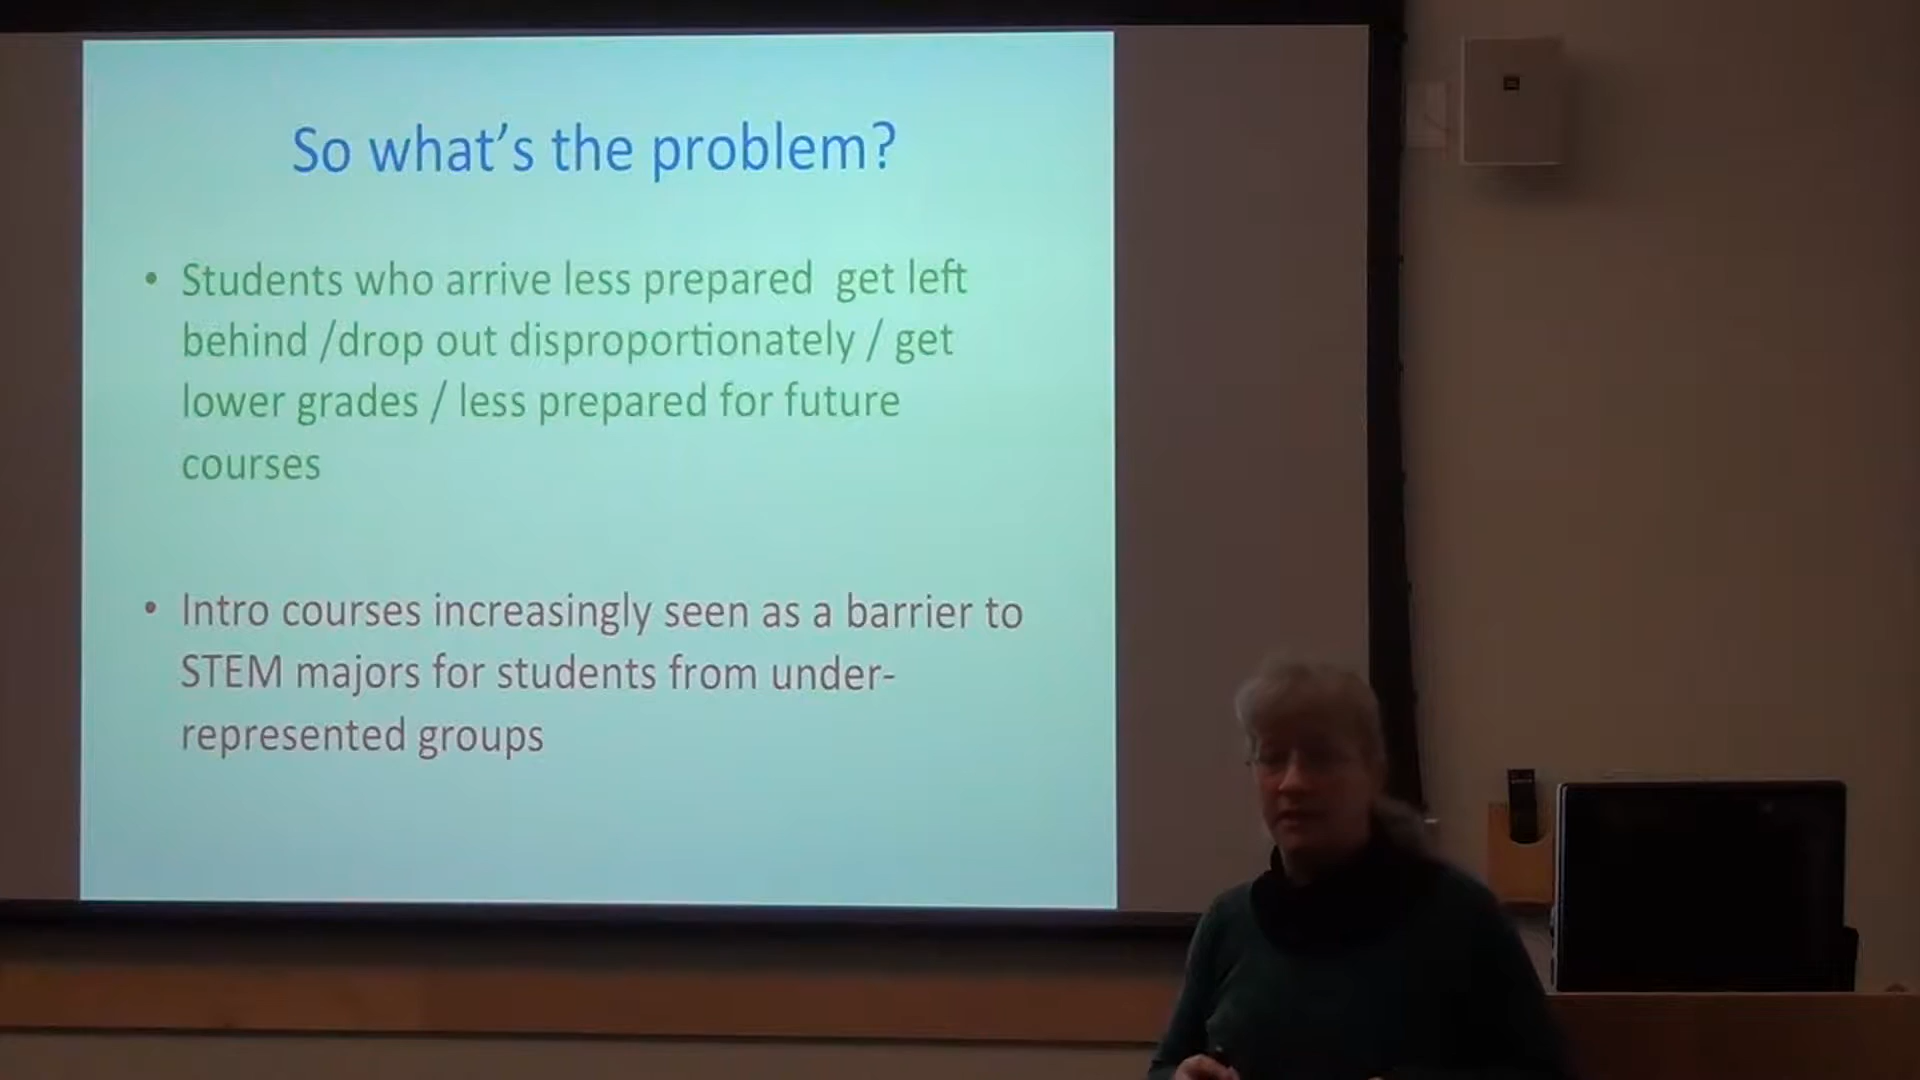 So what's the problem?
• Students who arrive less prepared  get left
behind /drop out disproportionately / get
lower grades / less prepared for future
courses
• Intro courses increasingly seen as a barrier to
STEM majors for students from under-
represented groups